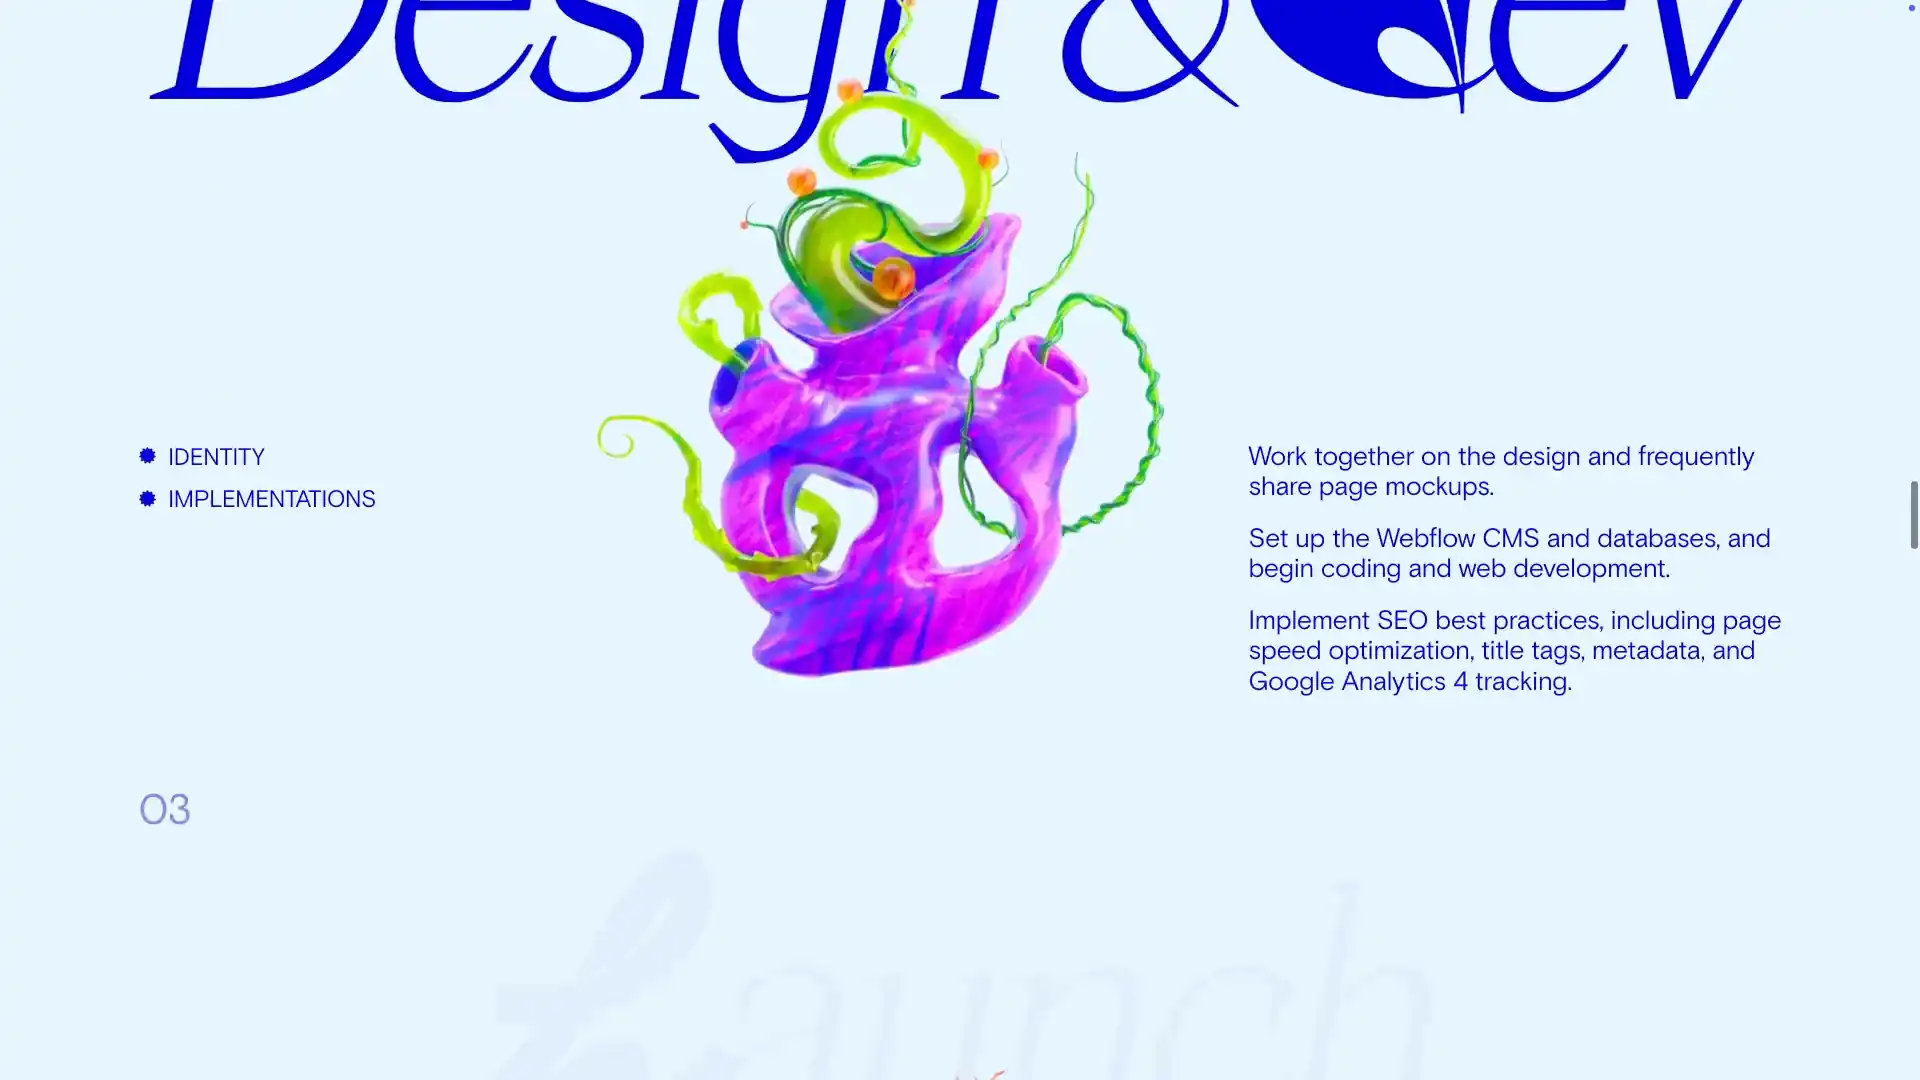 Design & dev
IDENTITY
IMPLEMENTATIONS
Work together on the design and frequently
share page mockups.
Set up the Webflow CMS and databases, and
begin coding and web development.
Implement SEO best practices, including page
speed optimization, title tags, metadata, and
Google Analytics 4 tracking.
03
Launch